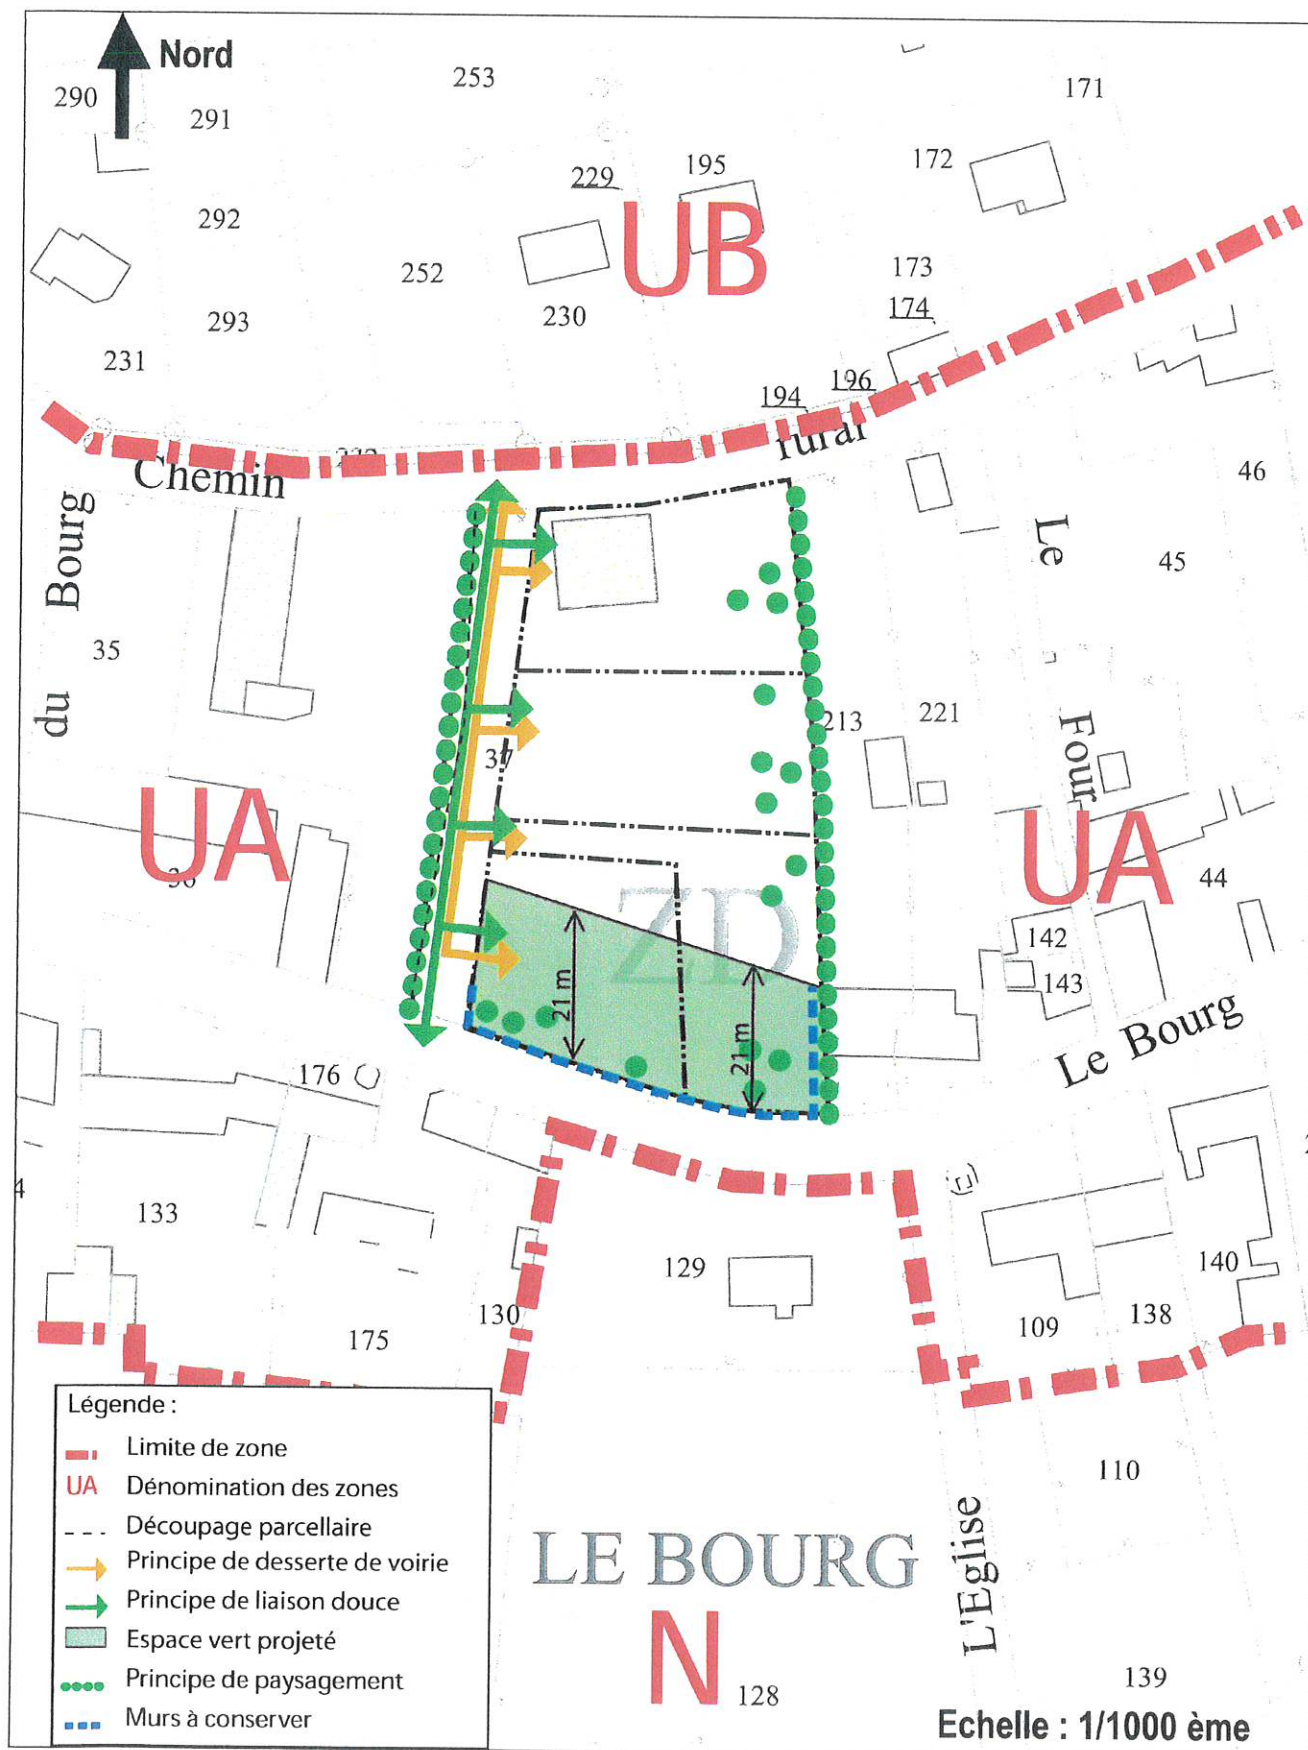 Nord
253
171
290
291
172
195
229
UB
292
252
173
293
230
174
231
196
194
rural
Chemin
46
du Bourg
Le Four
45
35
213
221
37
UA
UA
36
44
ZD
142
143
21 m
21 m
Le Bourg
176
4
133
129
140
130
175
109
138
Légende :
Limite de zone
UA Dénomination des zones
Découpage parcellaire
Principe de desserte de voirie
Principe de liaison douce
Espace vert projeté
Principe de paysagement
Murs à conserver
110
LE BOURG
L'Eglise
N
128
139
Echelle : 1/1000 ème